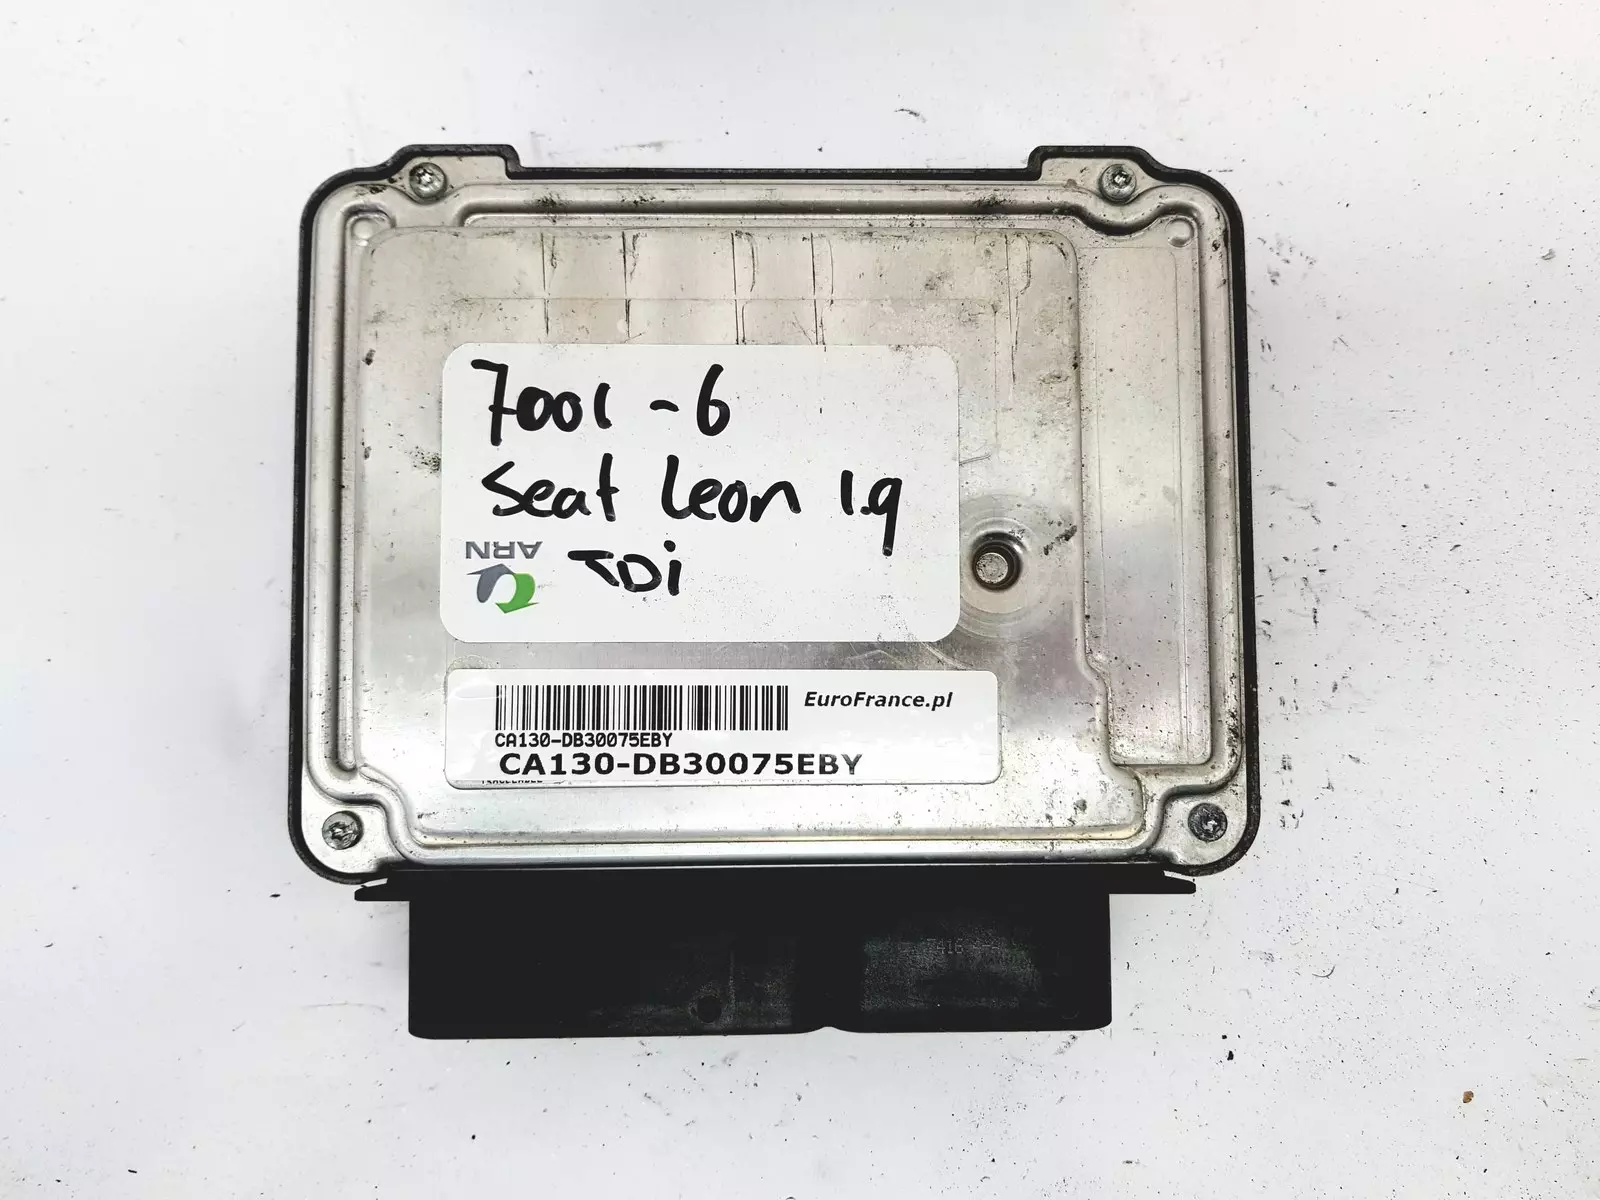 7001-6
Seat Leon 1.9
TDi
ARN
EuroFrance.pl
CA130-DB30075EBY
CA130-DB30075EBY